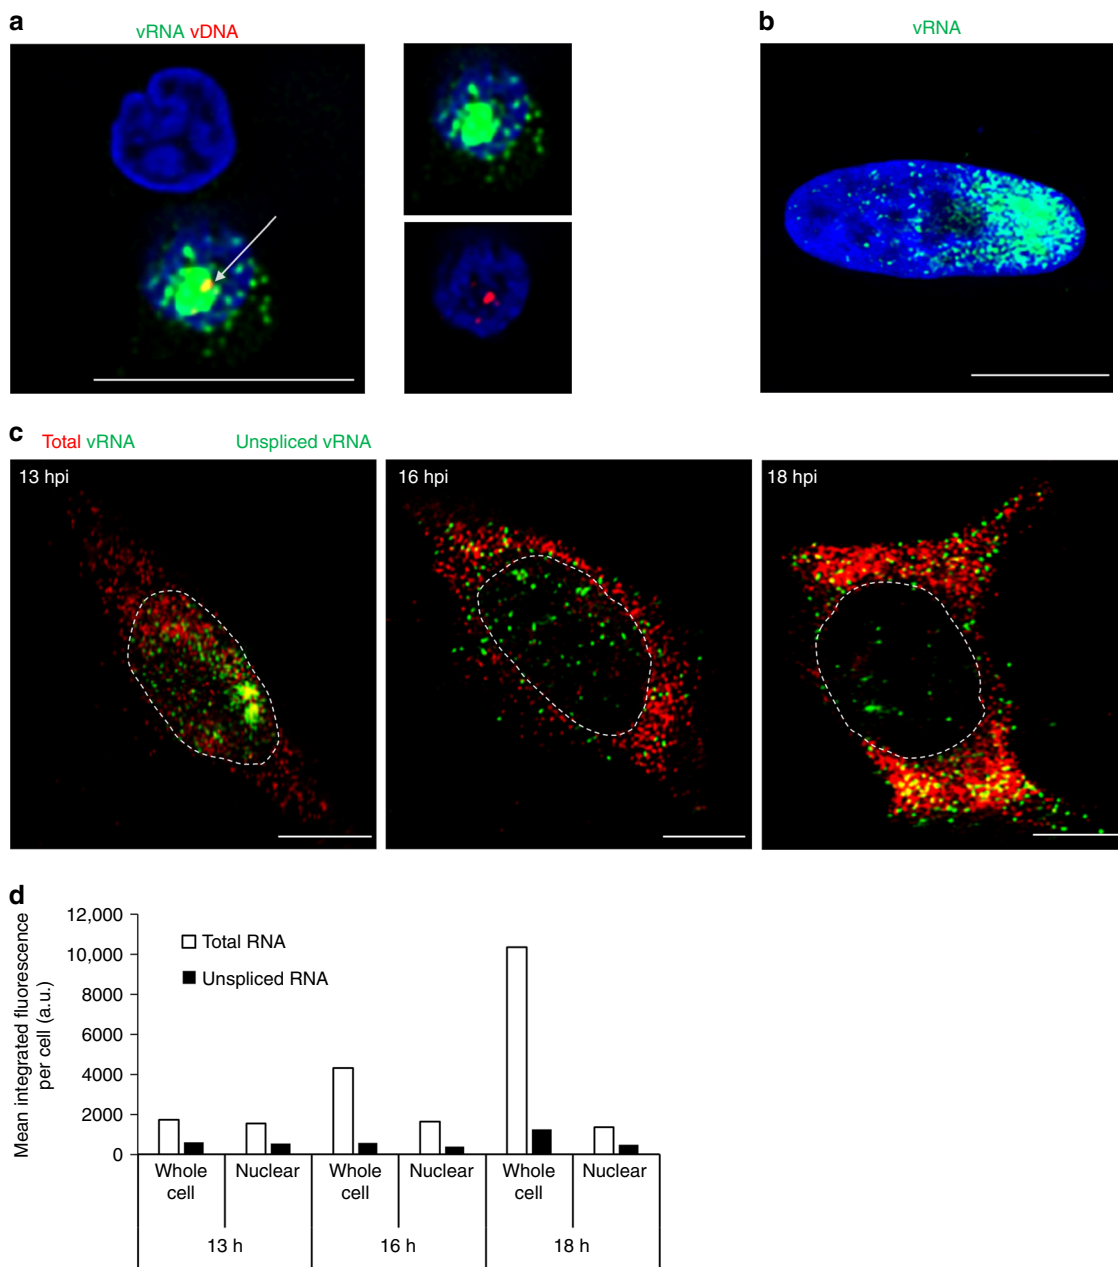 a
vRNA vDNA
b
vRNA
c
Total vRNA
Unspliced vRNA
13 hpi
16 hpi
18 hpi
d
Mean integrated fluorescence
per cell (a.u.)
12,000
10,000
8000
6000
4000
2000
0
Total RNA
Unspliced RNA
Whole
cell
Nuclear
Whole
cell
Nuclear
Whole
cell
Nuclear
13 h
16 h
18 h